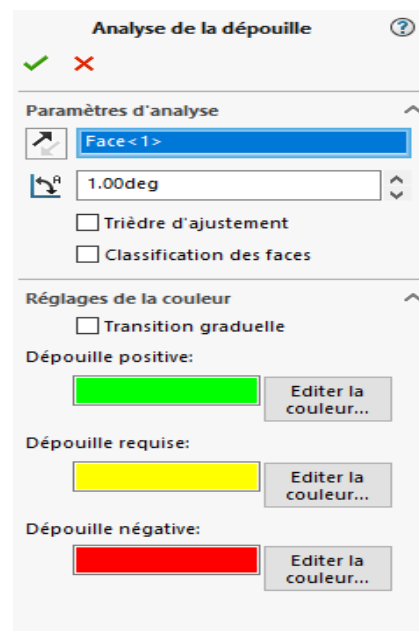 Analyse de la dépouille
Paramètres d'analyse
Face<1>
1.00deg
Trièdre d'ajustement
Classification des faces
Réglages de la couleur
Transition graduelle
Dépouille positive:
Editer la
couleur...
Dépouille requise:
Editer la
couleur...
Dépouille négative:
Editer la
couleur...